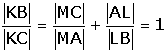 |KB|/|KC| = |MC|/|MA| + |AL|/|LB| = 1